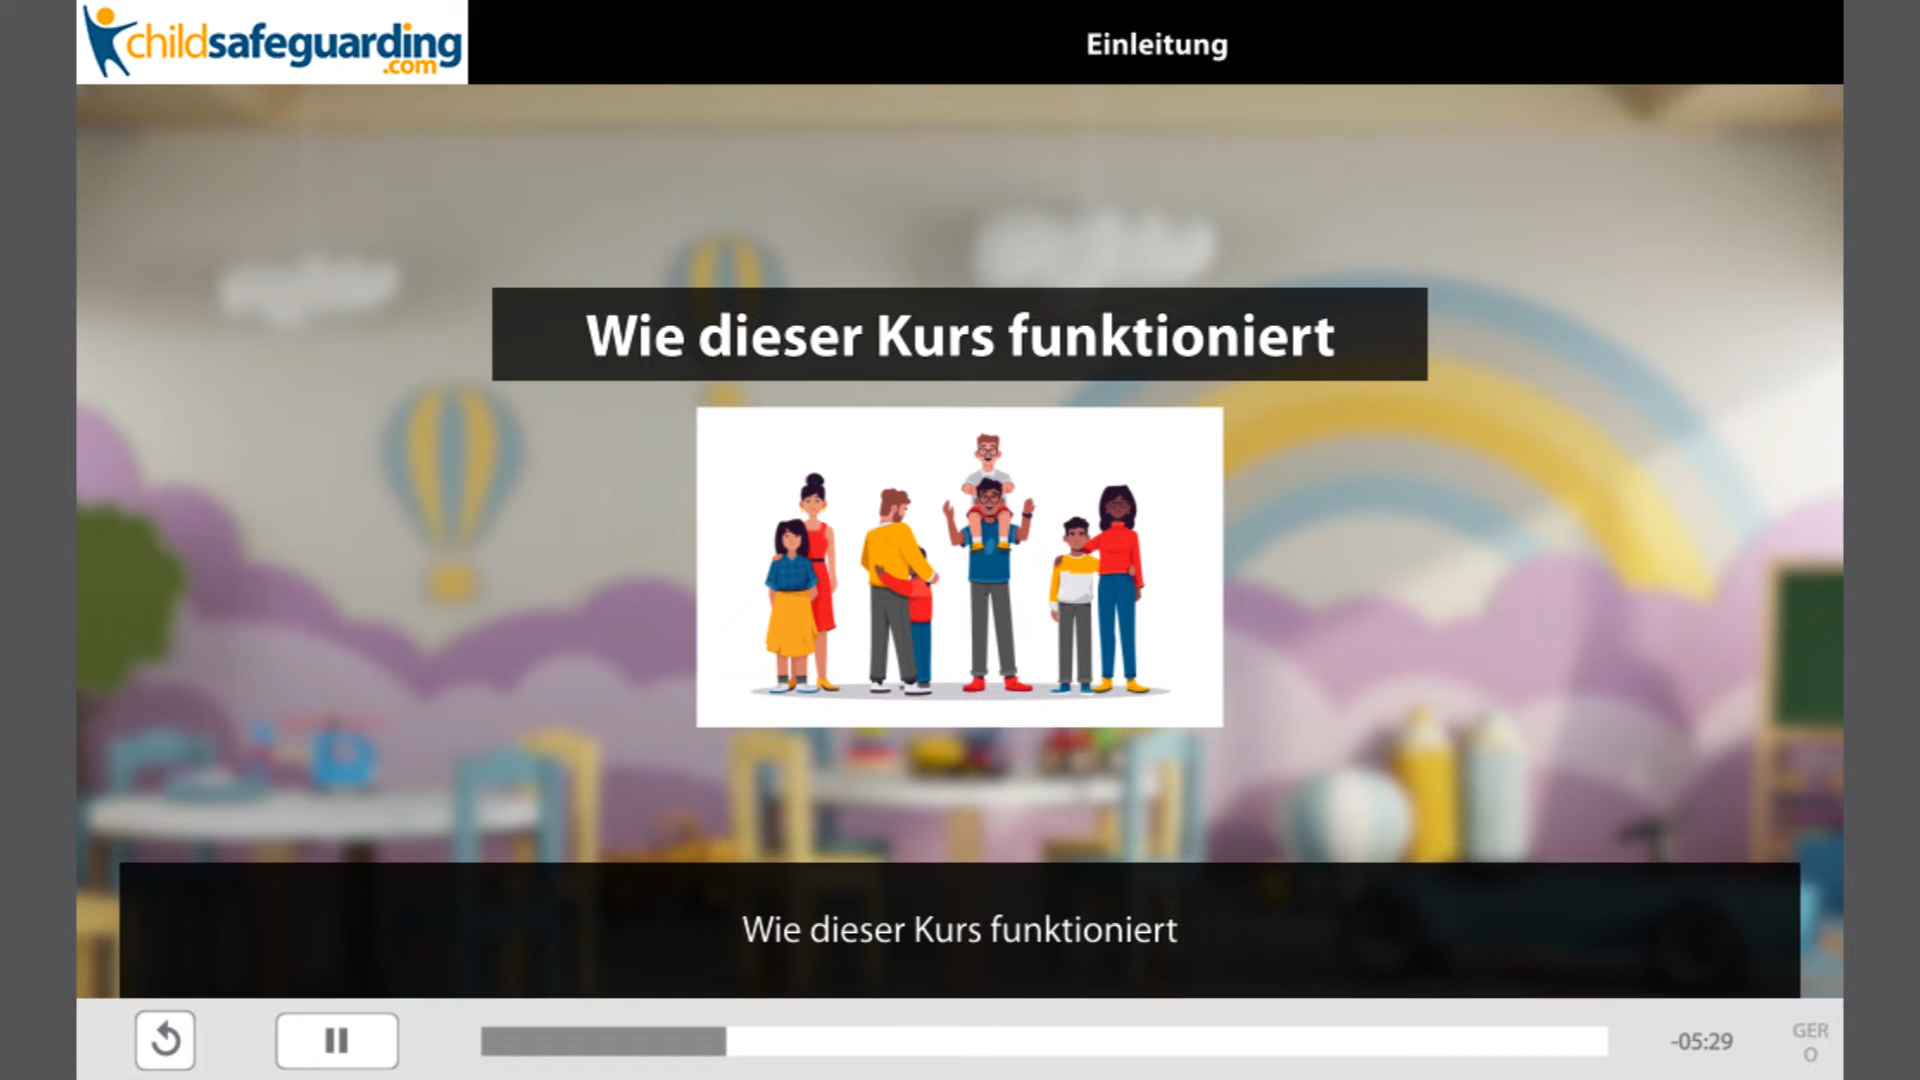 childsafeguarding
.com
Einleitung
Wie dieser Kurs funktioniert
Wie dieser Kurs funktioniert
-05:29
GER
O